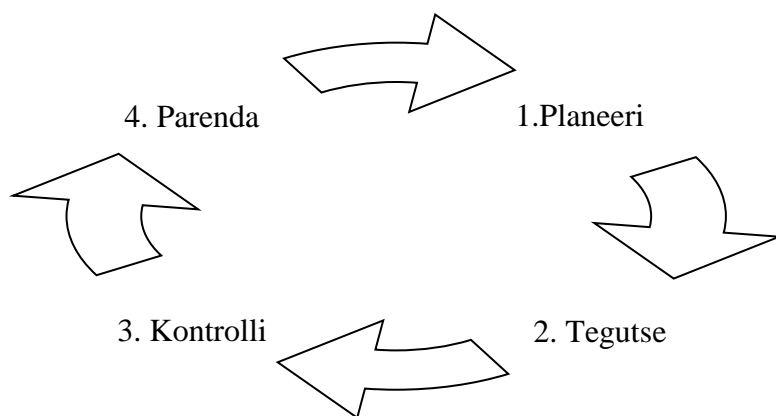 4. Parenda
1.Planeeri
3. Kontrolli
2. Tegutse